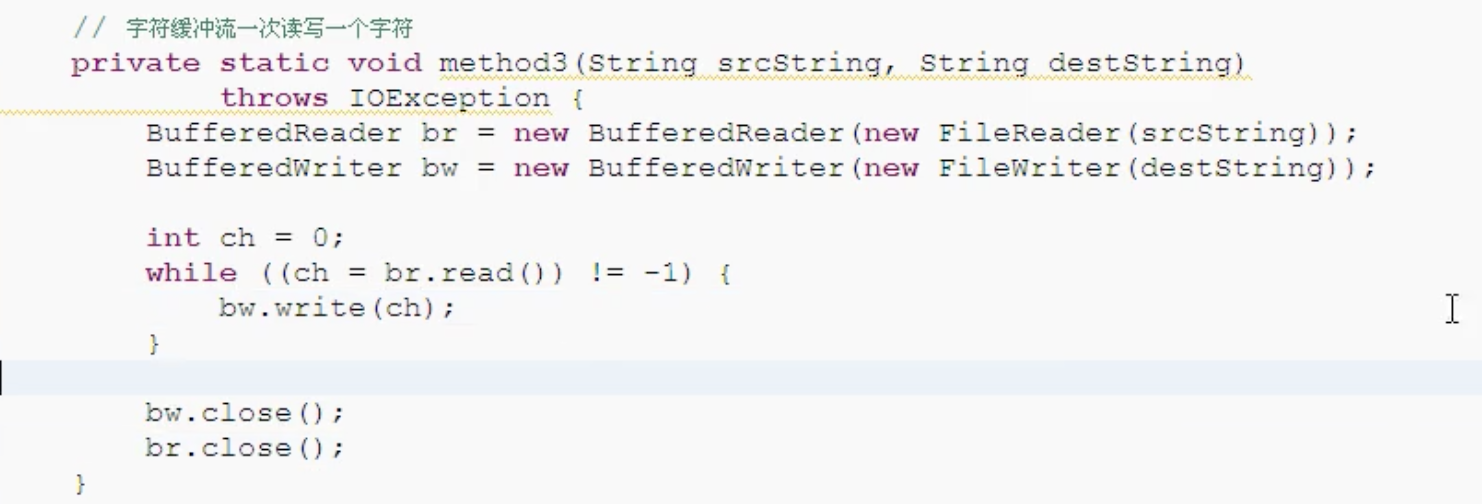 // 字符缓冲流一次读写一个字符
private static void method3(String srcString, String destString)
throws IOException {
BufferedReader br = new BufferedReader(new FileReader(srcString));
BufferedWriter bw = new BufferedWriter(new FileWriter(destString));
int ch = 0;
while ((ch = br.read()) != -1) {
bw.write(ch);
}
bw.close();
br.close();
}